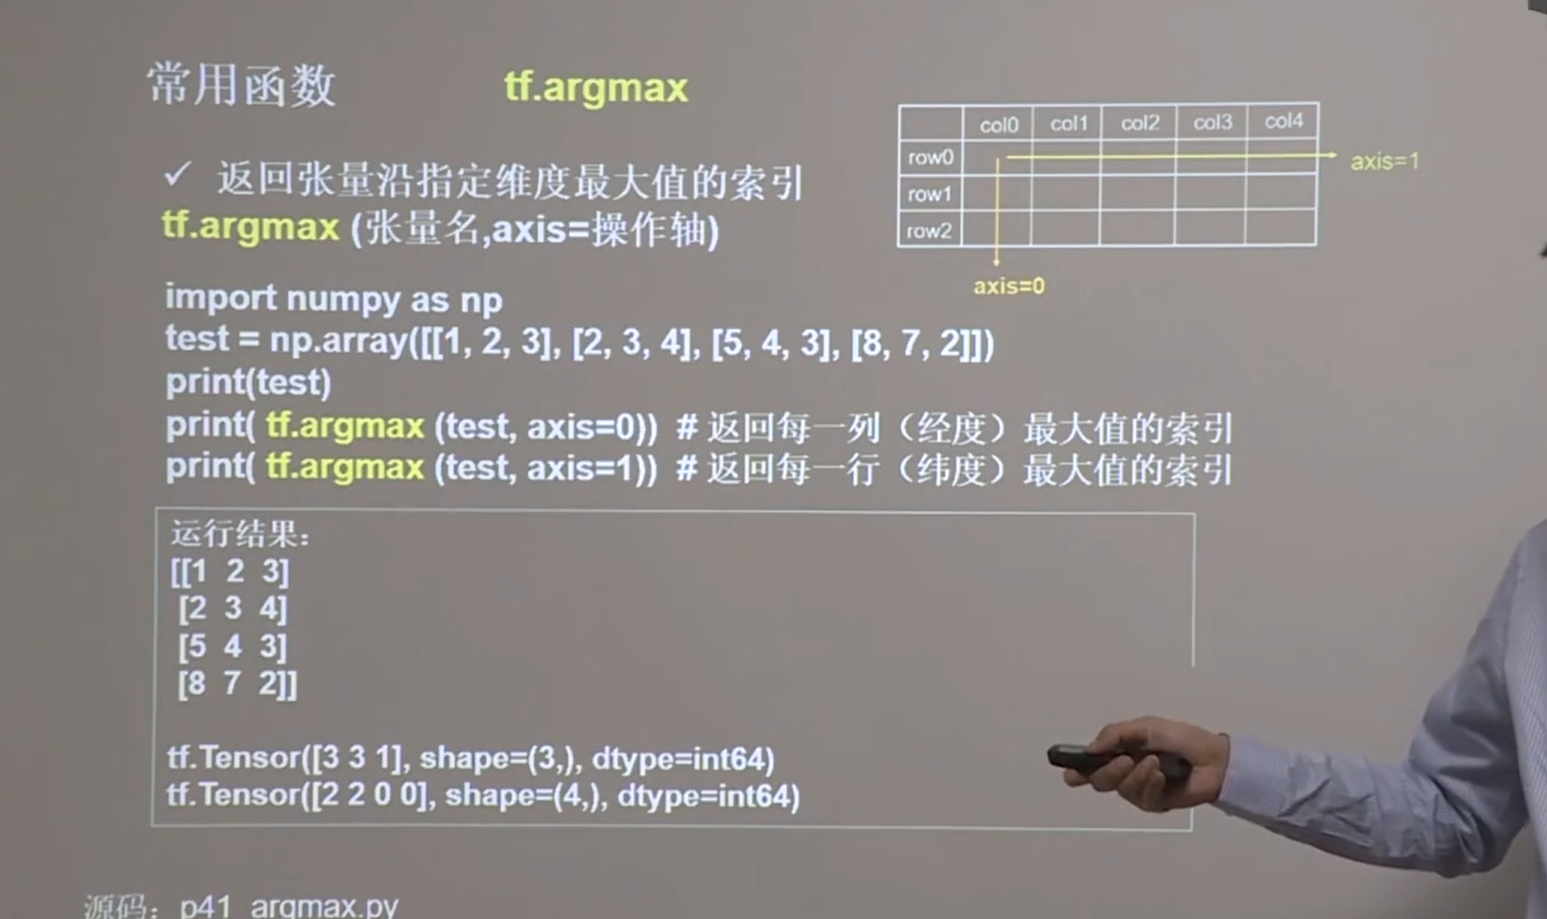 常用函数 tf.argmax
✓ 返回张量沿指定维度最大值的索引
tf.argmax (张量名,axis=操作轴)
col0 col1 col2 col3 col4
row0
row1
row2
axis=1
axis=0
import numpy as np
test = np.array([[1, 2, 3], [2, 3, 4], [5, 4, 3], [8, 7, 2]])
print(test)
print( tf.argmax (test, axis=0)) # 返回每一列（经度）最大值的索引
print( tf.argmax (test, axis=1)) # 返回每一行（纬度）最大值的索引
运行结果：
[[1 2 3]
[2 3 4]
[5 4 3]
[8 7 2]]
tf.Tensor([3 3 1], shape=(3,), dtype=int64)
tf.Tensor([2 2 0 0], shape=(4,), dtype=int64)
源码：p41_argmax.py